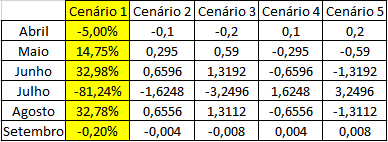 Cenário 1 Cenário 2 Cenário 3 Cenário 4 Cenário 5
Abril -5,00% -0,1 -0,2 0,1 0,2
Maio 14,75% 0,295 0,59 -0,295 -0,59
Junho 32,98% 0,6596 1,3192 -0,6596 -1,3192
Julho -81,24% -1,6248 -3,2496 1,6248 3,2496
Agosto 32,78% 0,6556 1,3112 -0,6556 -1,3112
Setembro -0,20% -0,004 -0,008 0,004 0,008